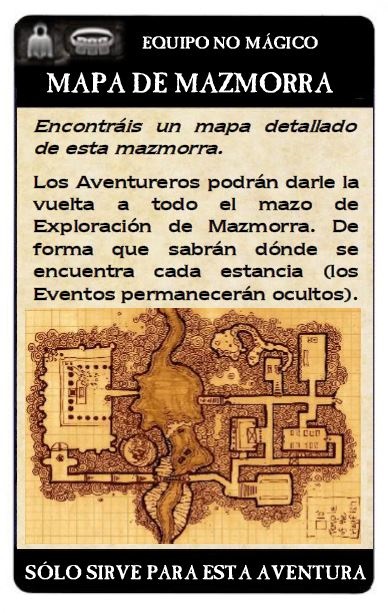 EQUIPO NO MÁGICO
MAPA DE MAZMORRA
Encontráis un mapa detallado
de esta mazmorra.
Los Aventureros podrán darle la
vuelta a todo el mazo de
Exploración de Mazmorra. De
forma que sabrán dónde se
encuentra cada estancia (los
Eventos permanecerán ocultos).
SÓLO SIRVE PARA ESTA AVENTURA